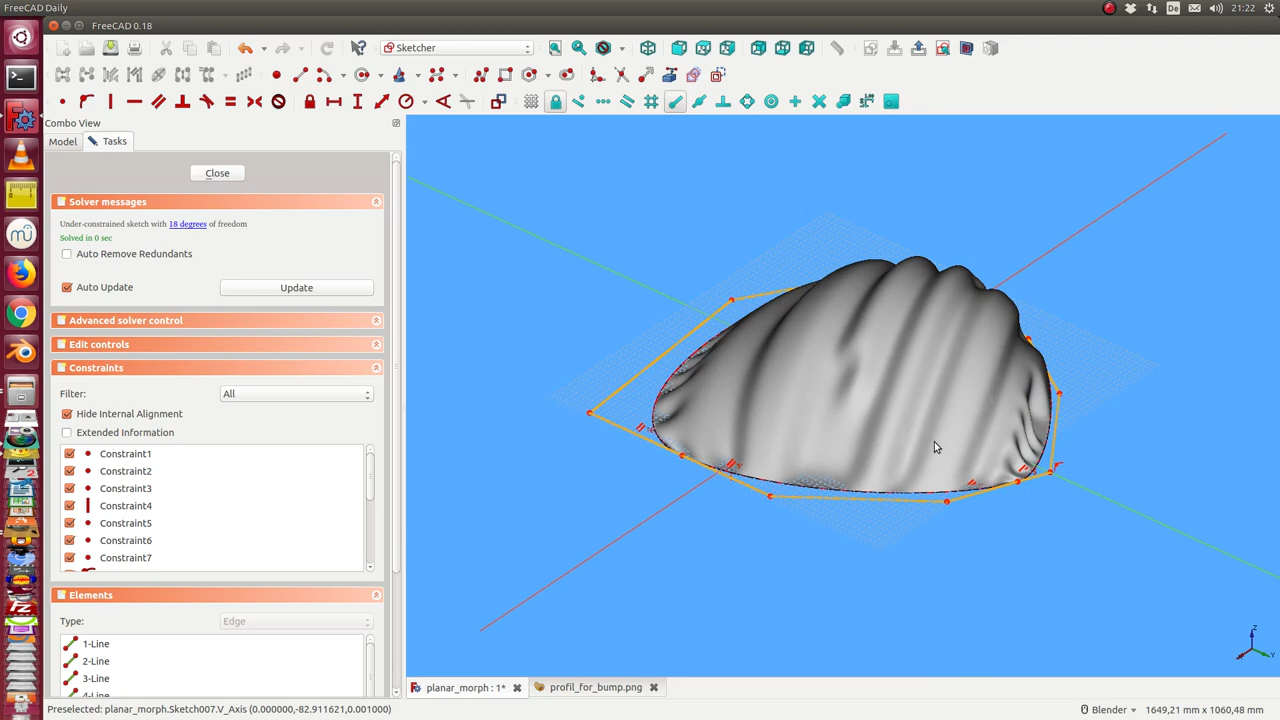 FreeCAD Daily
De
21:22
FreeCAD 0.18
Sketcher
Combo View
Model
Tasks
Close
Solver messages
Under-constrained sketch with 18 degrees of freedom
Solved in 0 sec
Auto Remove Redundants
Auto Update
Update
Advanced solver control
Edit controls
Constraints
Filter:
All
Hide Internal Alignment
Extended Information
Constraint1
Constraint2
Constraint3
Constraint4
Constraint5
Constraint6
Constraint7
Elements
Type:
Edge
1-Line
2-Line
3-Line
4-Line
planar_morph : 1*
profil_for_bump.png
Z
Y
Preselected: planar_morph.Sketch007.V_Axis (0.000000,-82.911621,0.001000)
Blender
1649,21 mm x 1060,48 mm